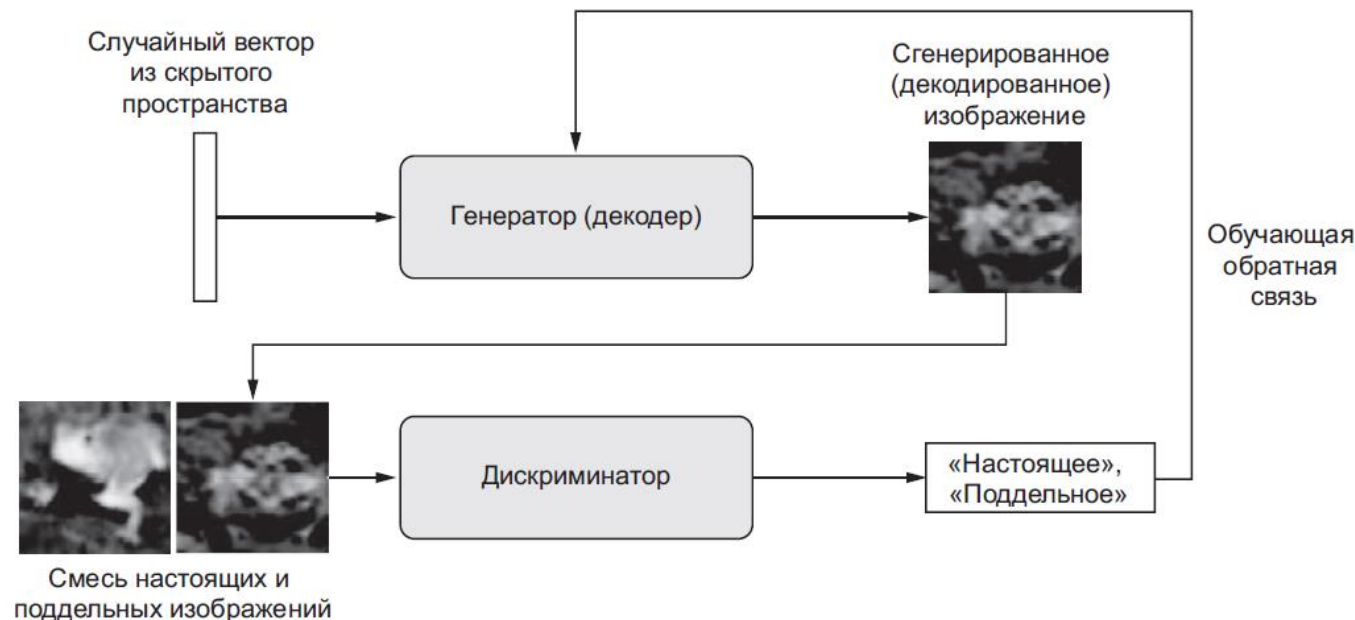 Случайный вектор
из скрытого
пространства
Генератор (декодер)
Сгенерированное
(декодированное)
изображение
Обучающая
обратная
связь
Смесь настоящих и
поддельных изображений
Дискриминатор
«Настоящее»,
«Поддельное»